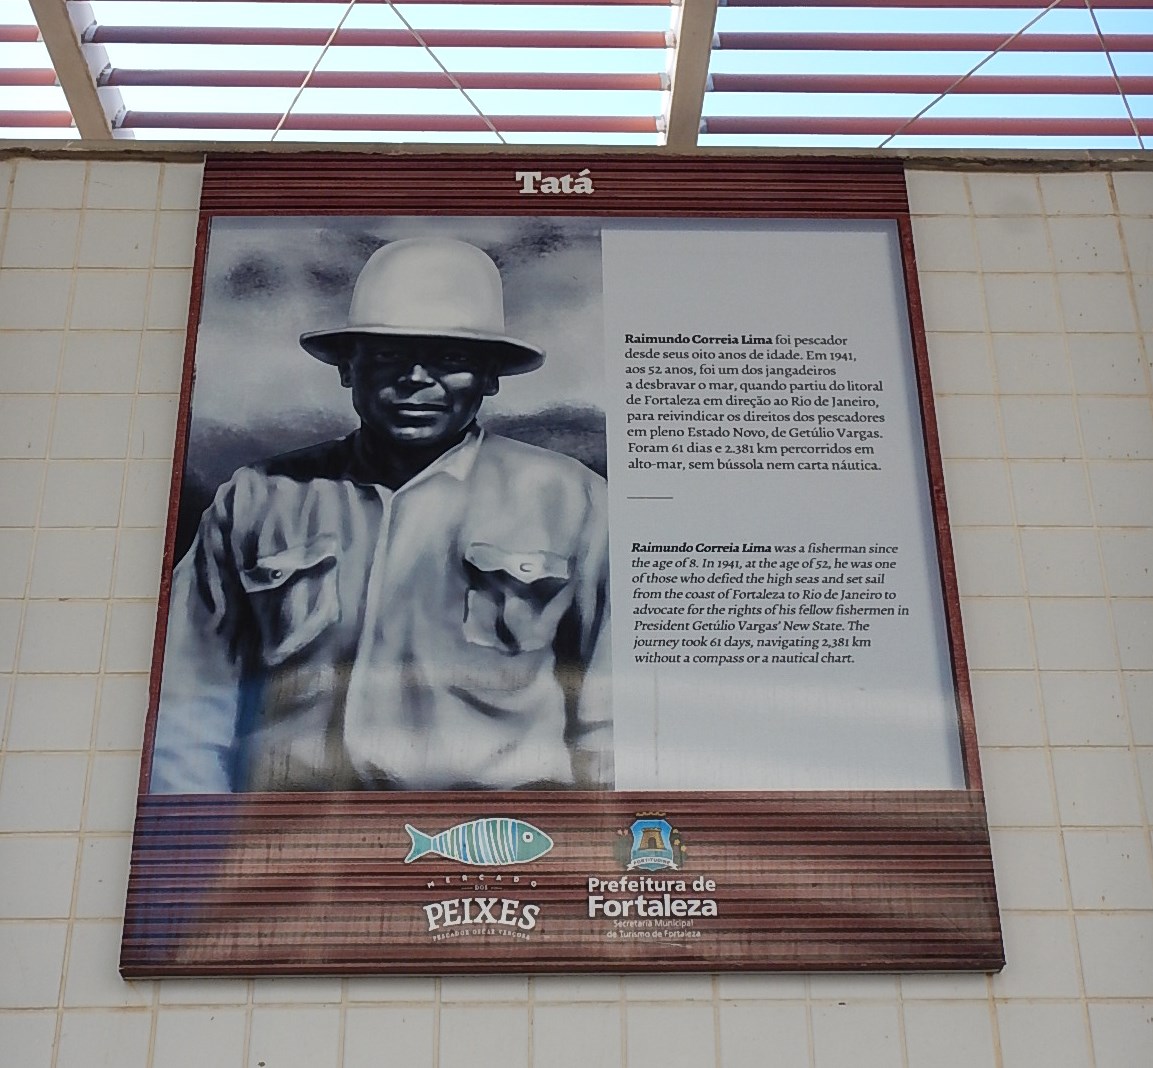 Tatá
Raimundo Correia Lima foi pescador
desde seus oito anos de idade. Em 1941,
aos 52 anos, foi um dos jangadeiros
a desbravar o mar, quando partiu do litoral
de Fortaleza em direção ao Rio de Janeiro,
para reivindicar os direitos dos pescadores
em pleno Estado Novo, de Getúlio Vargas.
Foram 61 dias e 2.381 km percorridos em
alto-mar, sem bússola nem carta náutica.
Raimundo Correia Lima was a fisherman since
the age of 8. In 1941, at the age of 52, he was one
of those who defied the high seas and set sail
from the coast of Fortaleza to Rio de Janeiro to
advocate for the rights of his fellow fishermen in
President Getúlio Vargas' New State. The
journey took 61 days, navigating 2,381 km
without a compass or a nautical chart.
MERCADO
DOS
PEIXES
PESCADOR OSCAR VERÇOSA
FORTITUDINE
Prefeitura de
Fortaleza
Secretaria Municipal
de Turismo de Fortaleza